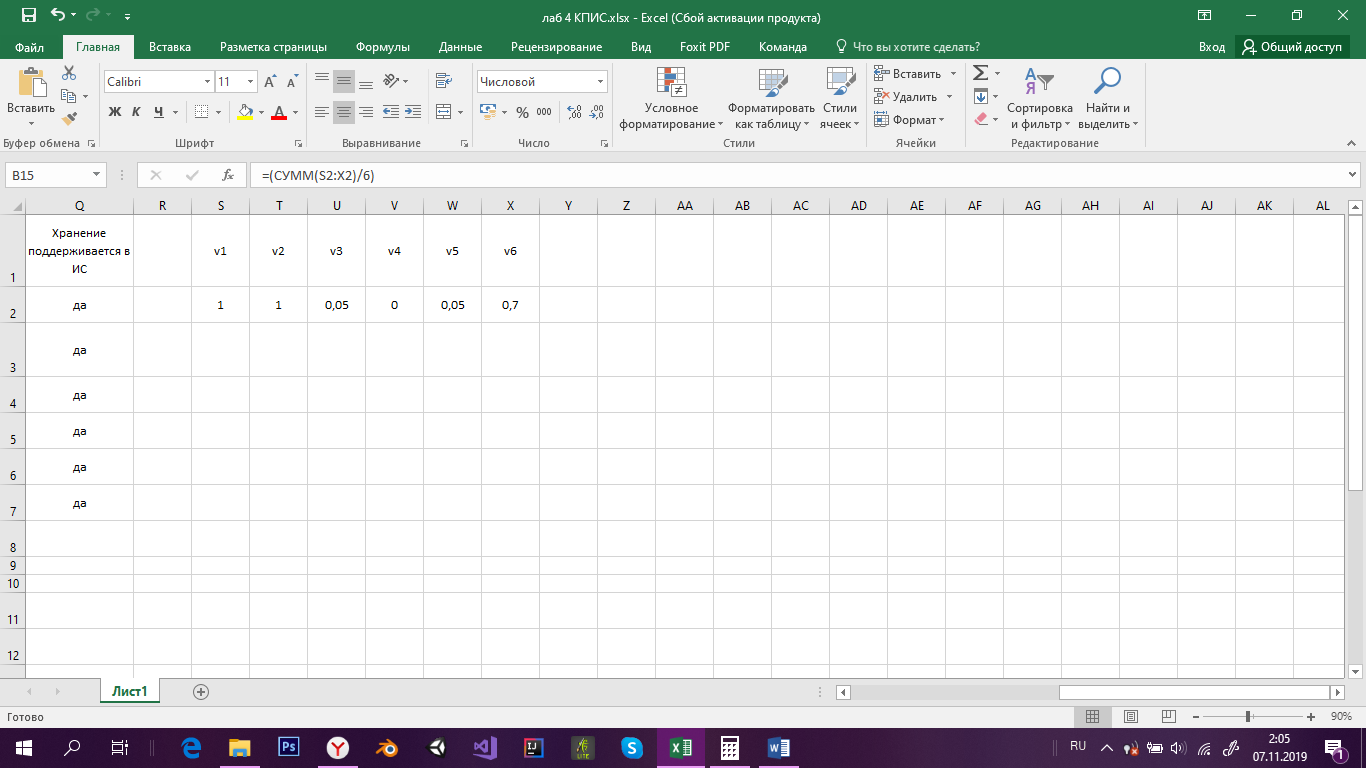 лаб 4 КПИС.xlsx - Excel (Сбой активации продукта)
Файл Главная Вставка Разметка страницы Формулы Данные Рецензирование Вид Foxit PDF Команда Что вы хотите сделать? Вход Общий доступ
Вставить
Calibri 11
Ж К Ч А
Числовой
% 000
Условное
форматирование
Форматировать
как таблицу
Стили
ячеек
Вставить
Удалить
Формат
Сортировка
и фильтр
Найти и
выделить
Буфер обмена Шрифт Выравнивание Число Стили Ячейки Редактирование
B15 fx =(СУММ(S2:X2)/6)
Q R S T U V W X Y Z AA AB AC AD AE AF AG AH AI AJ AK AL
Хранение
поддерживается в
ИС
1 v1 v2 v3 v4 v5 v6
2 да 1 1 0,05 0 0,05 0,7
3 да
4 да
5 да
6 да
7 да
8
9
10
11
12
Лист1
Готово 90%
RU 2:05
07.11.2019 1